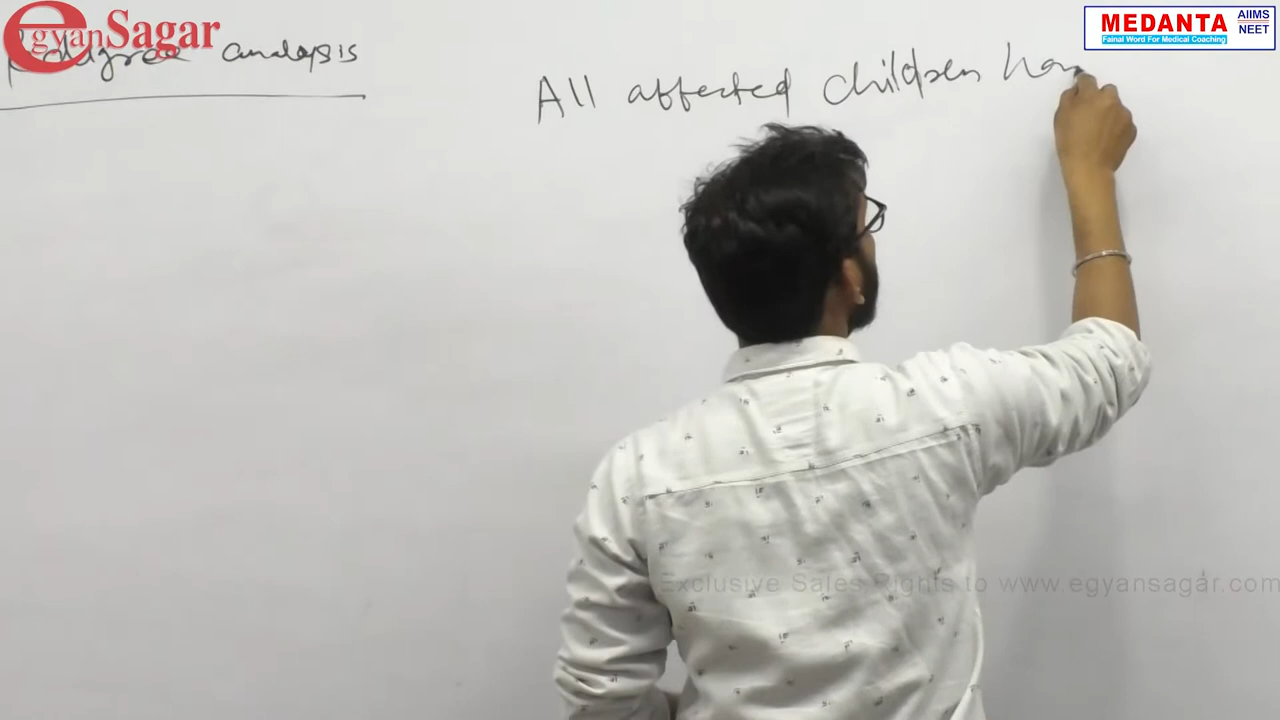 egyanSagar
MEDANTA AIIMS
NEET
Fainal Word For Medical Coaching
pedigree analysis
All affected children hav
Exclusive Sales Rights to www.egyansagar.com